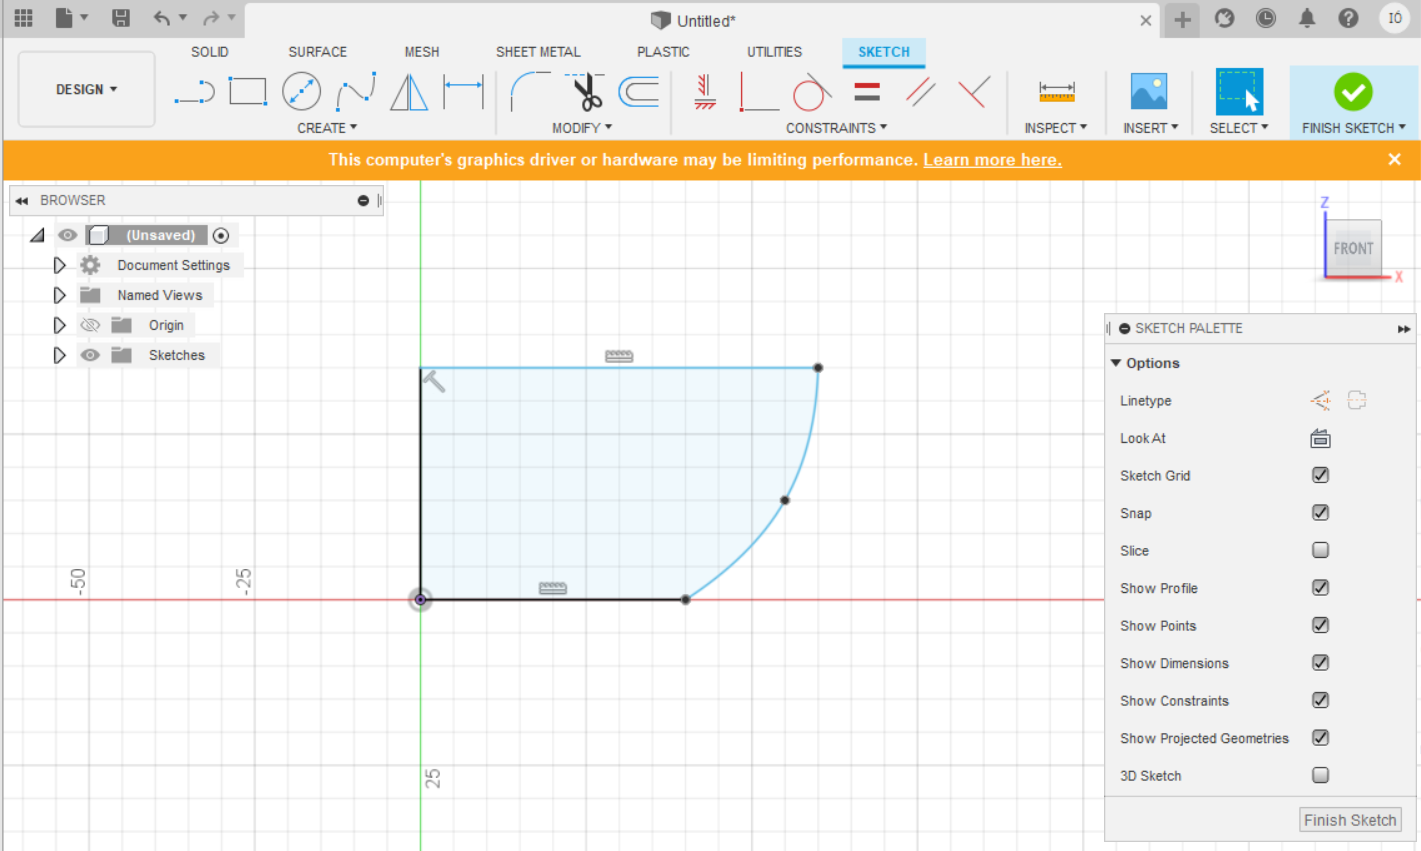 Untitled*
IÓ
SOLID SURFACE MESH SHEET METAL PLASTIC UTILITIES SKETCH
DESIGN
CREATE MODIFY CONSTRAINTS INSPECT INSERT SELECT FINISH SKETCH
This computer's graphics driver or hardware may be limiting performance. Learn more here.
BROWSER
(Unsaved)
Document Settings
Named Views
Origin
Sketches
Z
FRONT
X
-50
-25
25
SKETCH PALETTE
Options
Linetype
Look At
Sketch Grid
Snap
Slice
Show Profile
Show Points
Show Dimensions
Show Constraints
Show Projected Geometries
3D Sketch
Finish Sketch